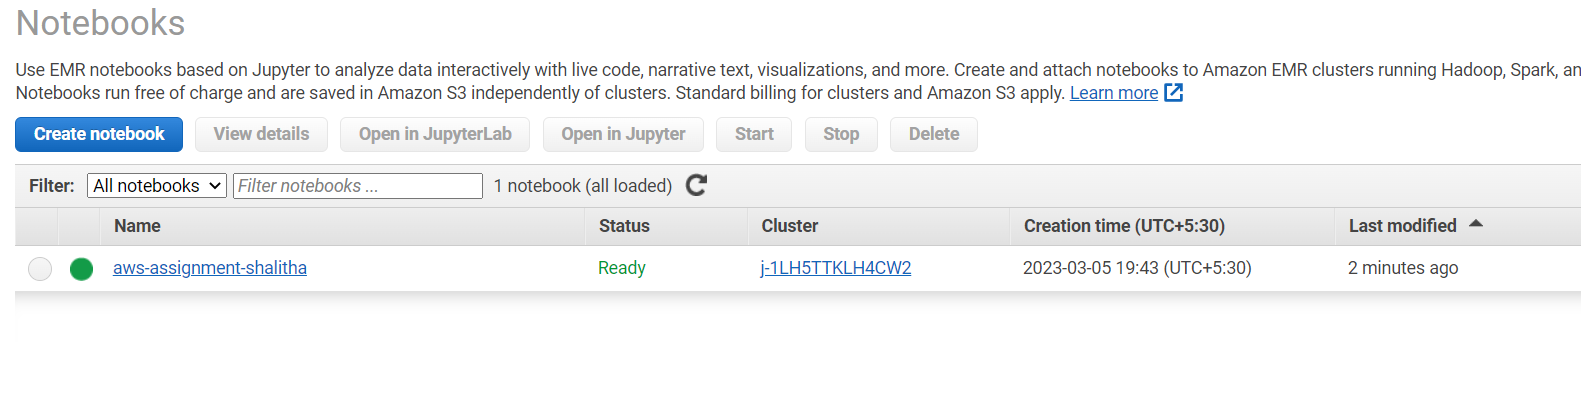 Notebooks
Use EMR notebooks based on Jupyter to analyze data interactively with live code, narrative text, visualizations, and more. Create and attach notebooks to Amazon EMR clusters running Hadoop, Spark, an
Notebooks run free of charge and are saved in Amazon S3 independently of clusters. Standard billing for clusters and Amazon S3 apply. Learn more
Create notebook View details Open in JupyterLab Open in Jupyter Start Stop Delete
Filter: All notebooks Filter notebooks ... 1 notebook (all loaded)
Name Status Cluster Creation time (UTC+5:30) Last modified
aws-assignment-shalitha Ready j-1LH5TTKLH4CW2 2023-03-05 19:43 (UTC+5:30) 2 minutes ago